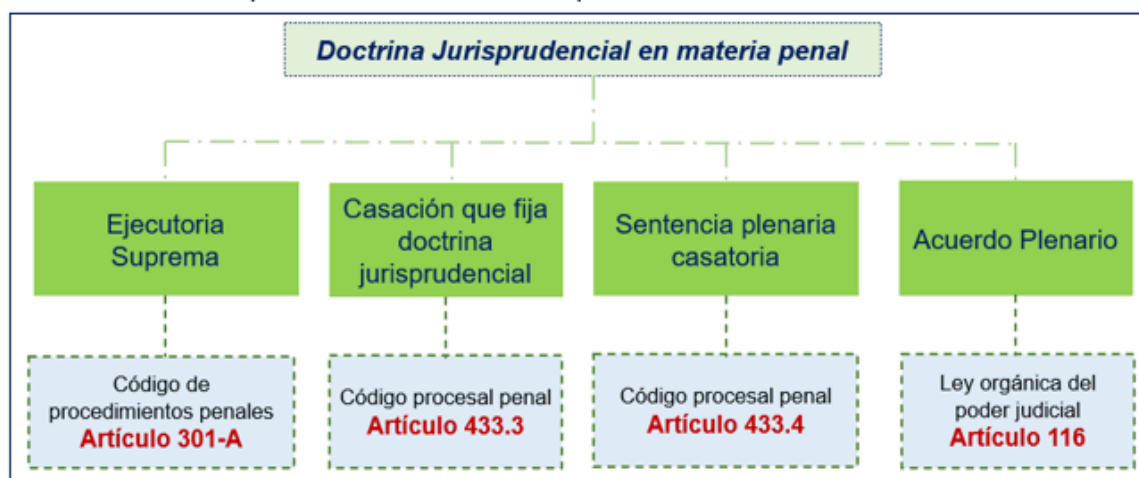 Doctrina Jurisprudencial en materia penal
Ejecutoria
Suprema
Casación que fija
doctrina
jurisprudencial
Sentencia plenaria
casatoria
Acuerdo Plenario
Código de
procedimientos penales
Artículo 301-A
Código procesal penal
Artículo 433.3
Código procesal penal
Artículo 433.4
Ley orgánica del
poder judicial
Artículo 116